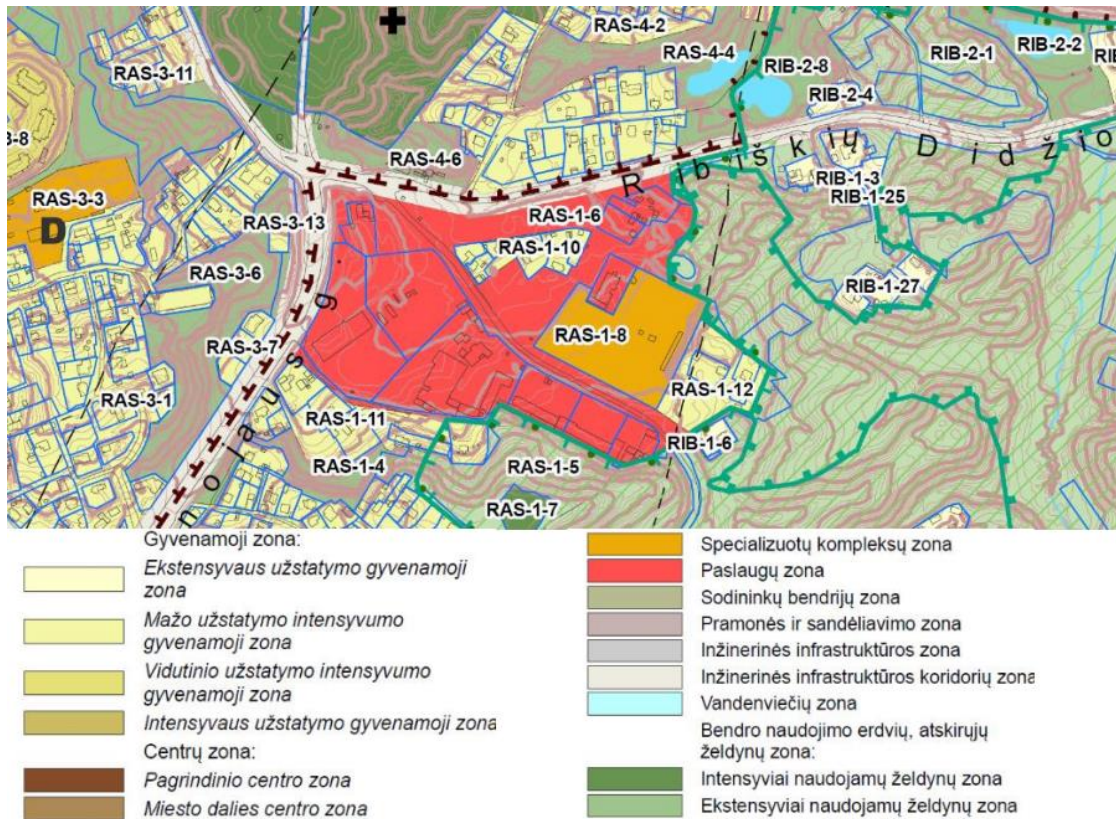 RAS-4-2
RAS-3-11
RAS-4-4
RIB-2-8
RIB-2-1
RIB-2-2
RIB-2-4
RIB
B-8
RAS-4-6
Ribiškių Didžio
RAS-3-3
D
RIB-1-3
RIB-1-25
RAS-3-13
RAS-1-6
RAS-1-10
RAS-3-6
RIB-1-27
RAS-1-8
RAS-3-7
RAS-1-12
RAS-3-1
RAS-1-11
nojaus g
RIB-1-6
RAS-1-4
RAS-1-5
RAS-1-7
Gyvenamoji zona:
Ekstensyvaus užstatymo gyvenamoji
zona
Mažo užstatymo intensyvumo
gyvenamoji zona
Vidutinio užstatymo intensyvumo
gyvenamoji zona
Intensyvaus užstatymo gyvenamoji zona
Centrų zona:
Pagrindinio centro zona
Miesto dalies centro zona
Specializuotų kompleksų zona
Paslaugų zona
Sodininkų bendrijų zona
Pramonės ir sandėliavimo zona
Inžinerinės infrastruktūros zona
Inžinerinės infrastruktūros koridorių zona
Vandenviečių zona
Bendro naudojimo erdvių, atskirųjų
želdynų zona:
Intensyviai naudojamų želdynų zona
Ekstensyviai naudojamų želdynų zona